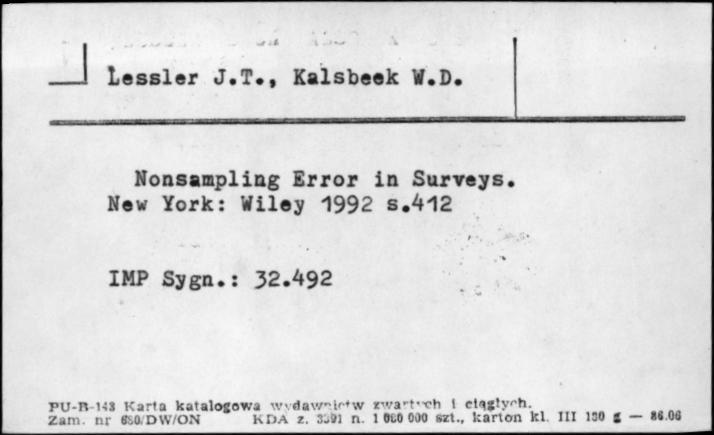 Lessler J.T., Kalsbeek W.D.
Nonsampling Error in Surveys.
New York: Wiley 1992 s.412
IMP Sygn.: 32.492
PU-B-143 Karta katalogowa wydawnictw zwartych i ciągłych.
Zam. nr 680/DW/ON KDA z. 3391 n. 1 000 000 szt., karton kl. III 180 g — 86.06